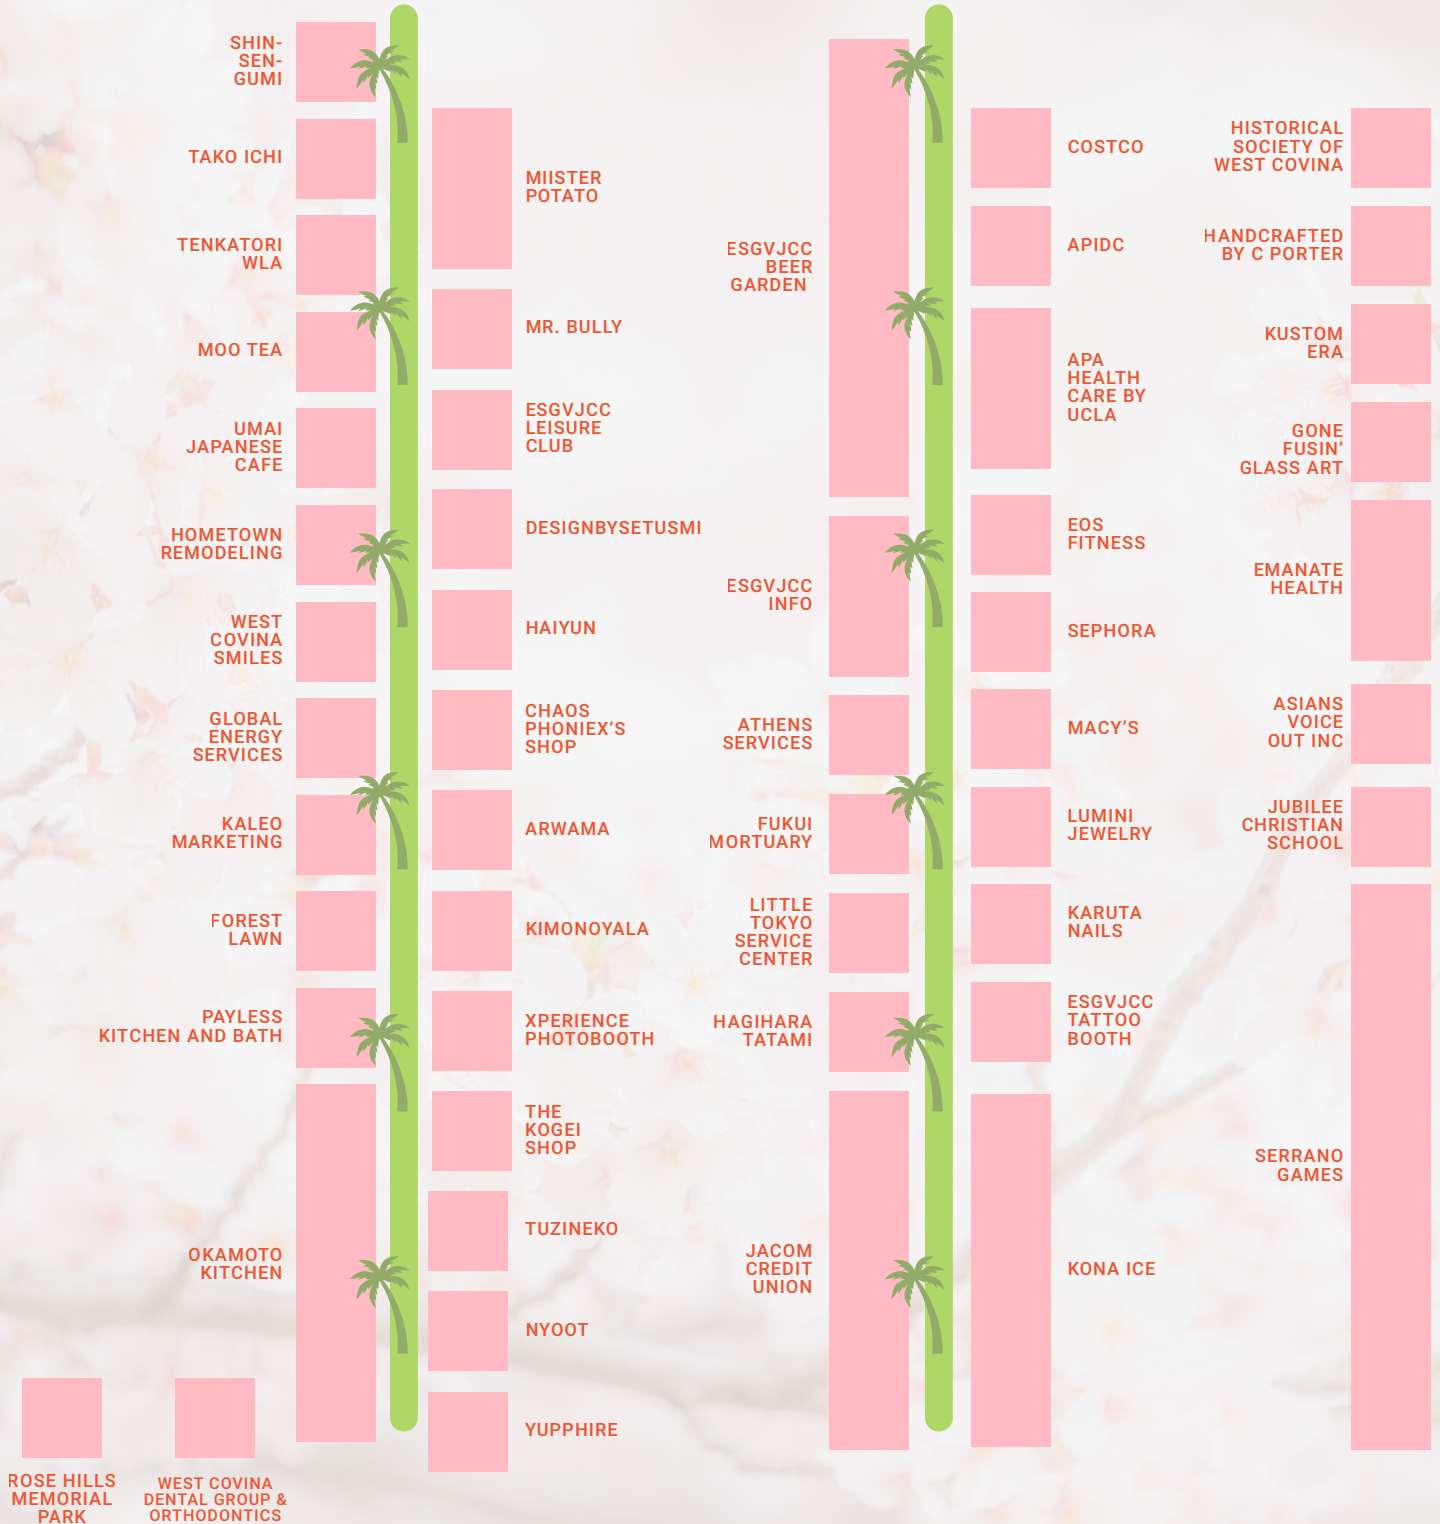 SHIN-
SEN-
GUMI
TAKO ICHI
TENKATORI
WLA
MOO TEA
UMAI
JAPANESE
CAFE
HOMETOWN
REMODELING
WEST
COVINA
SMILES
GLOBAL
ENERGY
SERVICES
KALEO
MARKETING
FOREST
LAWN
PAYLESS
KITCHEN AND BATH
OKAMOTO
KITCHEN
ROSE HILLS
MEMORIAL
PARK
WEST COVINA
DENTAL GROUP &
ORTHODONTICS
MIISTER
POTATO
MR. BULLY
ESGVJCC
LEISURE
CLUB
DESIGNBYSETUSMI
HAIYUN
CHAOS
PHONIEX'S
SHOP
ARWAMA
KIMONOYALA
XPERIENCE
PHOTOBOOTH
THE
KOGEI
SHOP
TUZINEKO
NYOOT
YUPPHIRE
ESGVJCC
BEER
GARDEN
ESGVJCC
INFO
ATHENS
SERVICES
FUKUI
MORTUARY
LITTLE
TOKYO
SERVICE
CENTER
HAGIHARA
TATAMI
JACOM
CREDIT
UNION
COSTCO
APIDC
APA
HEALTH
CARE BY
UCLA
EOS
FITNESS
SEPHORA
MACY'S
LUMINI
JEWELRY
KARUTA
NAILS
ESGVJCC
TATTOO
BOOTH
KONA ICE
HISTORICAL
SOCIETY OF
WEST COVINA
HANDCRAFTED
BY C PORTER
KUSTOM
ERA
GONE
FUSIN'
GLASS ART
EMANATE
HEALTH
ASIANS
VOICE
OUT INC
JUBILEE
CHRISTIAN
SCHOOL
SERRANO
GAMES